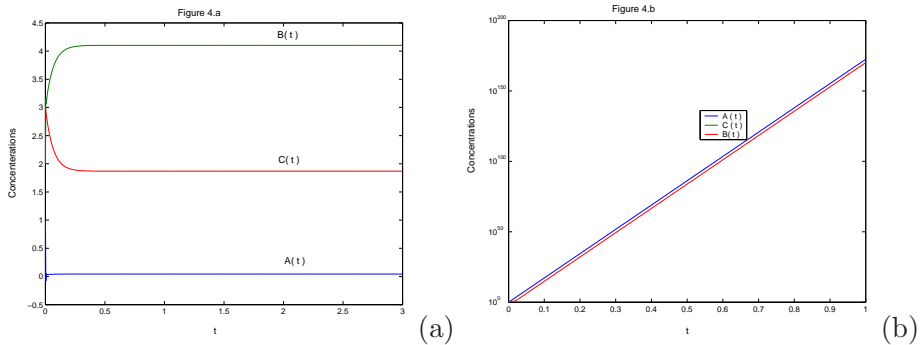 Figure 4.a
4.5
4
3.5
3
2.5
2
1.5
1
0.5
0
−0.5
Concenterations
B( t )
C( t )
A( t )
0 0.5 1 1.5 2 2.5 3
t
(a)
Figure 4.b
10^200
10^150
10^100
10^50
10^0
Concentrations
A ( t )
C ( t )
B( t )
0 0.1 0.2 0.3 0.4 0.5 0.6 0.7 0.8 0.9 1
t
(b)